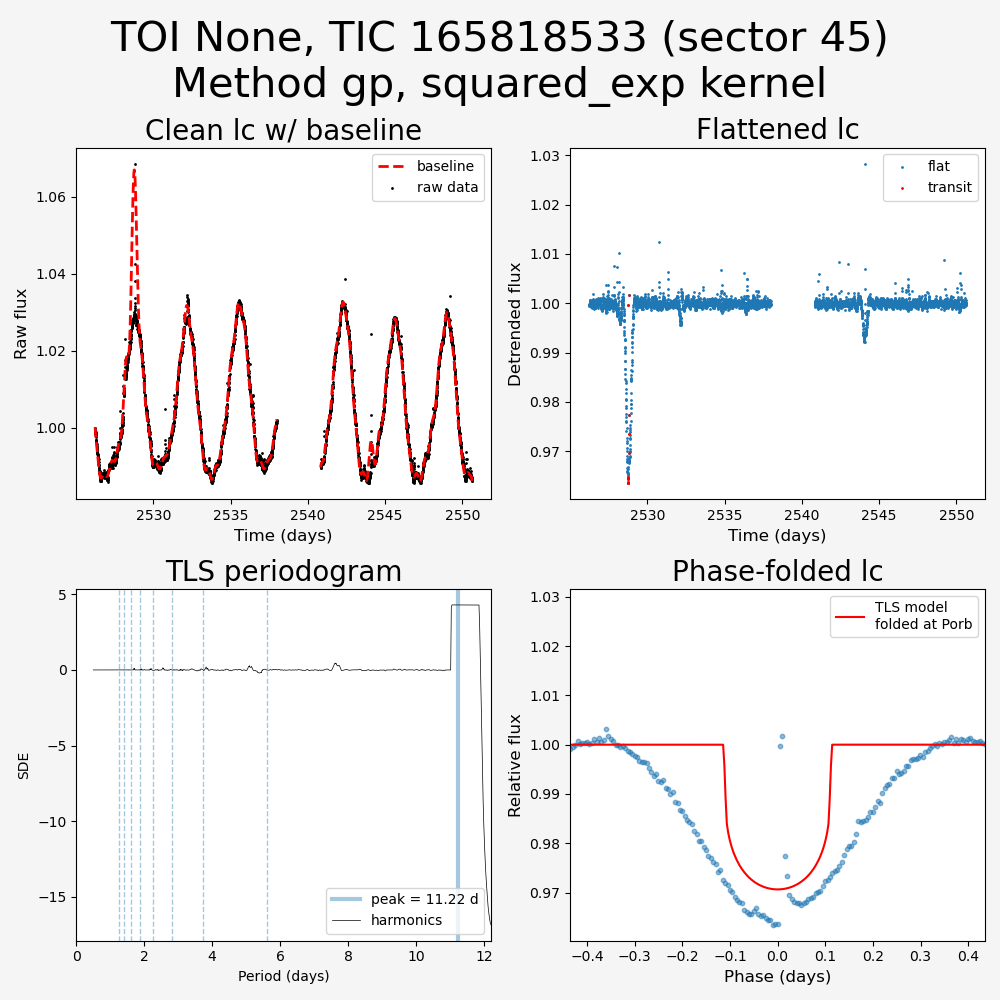 TOI None, TIC 165818533 (sector 45)
Method gp, squared_exp kernel
Clean lc w/ baseline
Flattened lc
baseline
raw data
flat
transit
1.06
1.04
1.02
1.00
Raw flux
2530
2535
2540
2545
2550
Time (days)
1.03
1.02
1.01
1.00
0.99
0.98
0.97
Detrended flux
2530
2535
2540
2545
2550
Time (days)
TLS periodogram
Phase-folded lc
5
0
−5
−10
−15
SDE
peak = 11.22 d
harmonics
0
2
4
6
8
10
12
Period (days)
TLS model
folded at Porb
1.03
1.02
1.01
1.00
0.99
0.98
0.97
Relative flux
−0.4
−0.3
−0.2
−0.1
0.0
0.1
0.2
0.3
0.4
Phase (days)